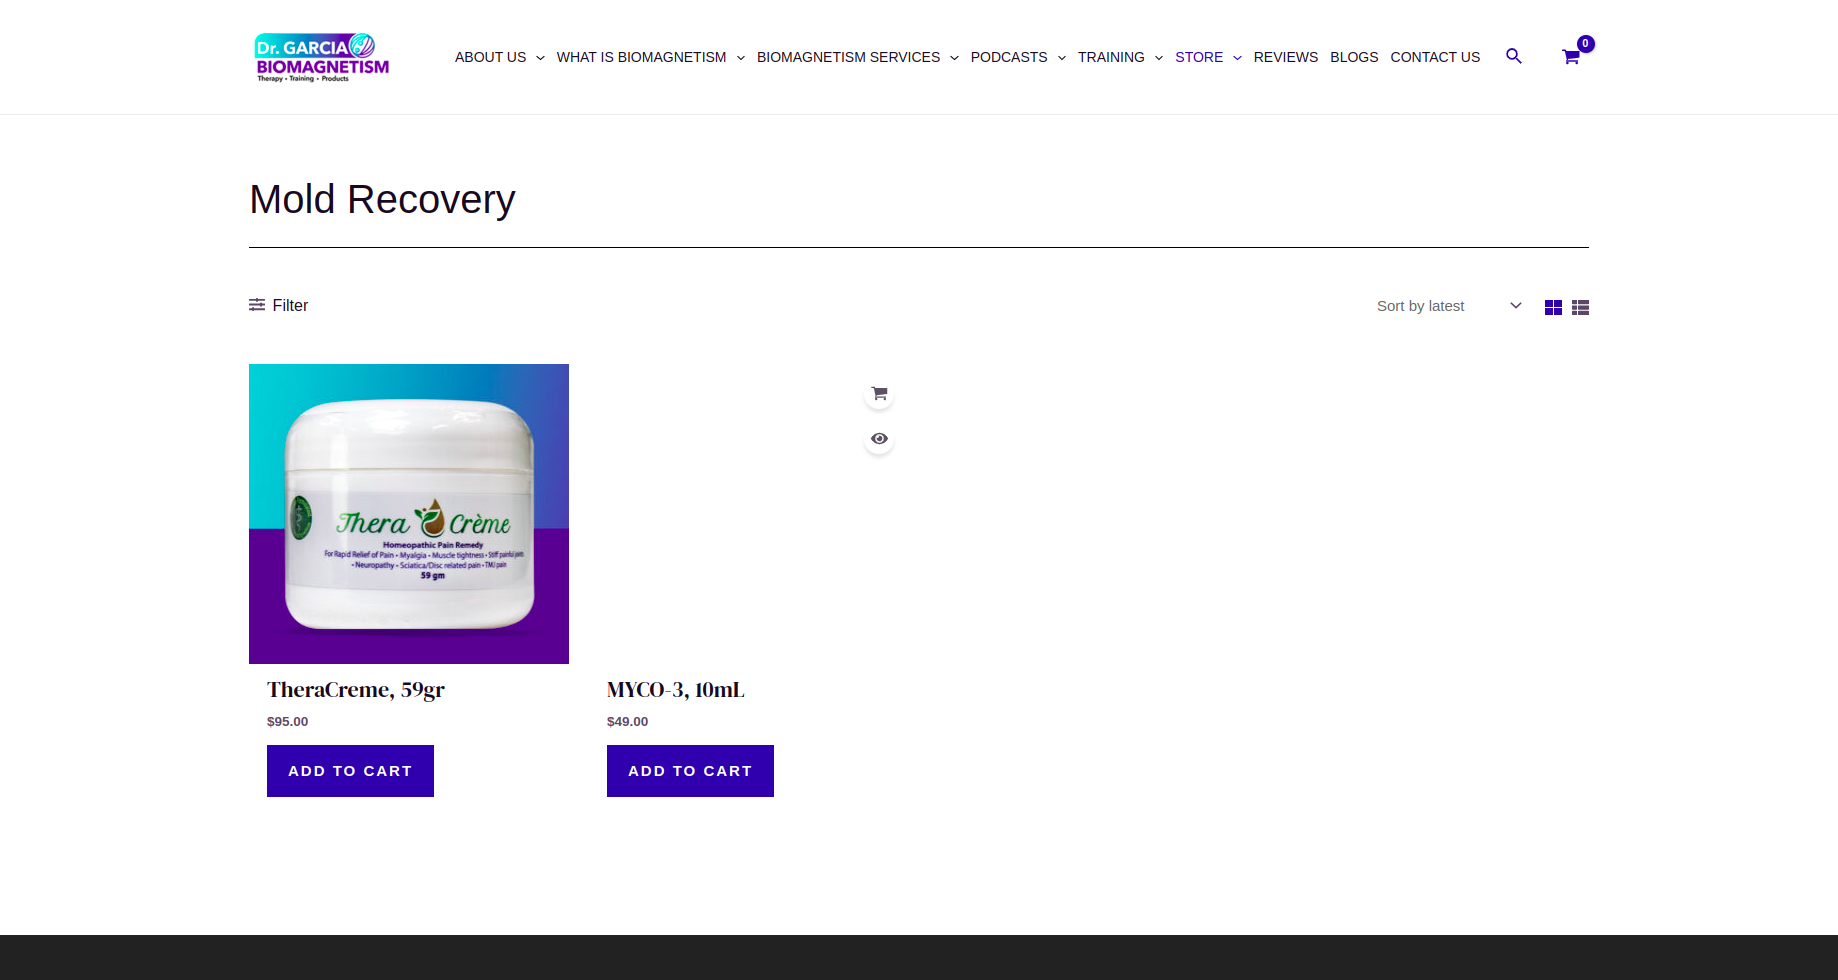 Dr. GARCIA
BIOMAGNETISM
Therapy • Training • Products
ABOUT US WHAT IS BIOMAGNETISM BIOMAGNETISM SERVICES PODCASTS TRAINING STORE REVIEWS BLOGS CONTACT US
0
Mold Recovery
Filter
Sort by latest
Thera Crème
Homeopathic Pain Remedy
For Rapid Relief of Pain • Myalgia • Muscle tightness • Stiff painful joints
• Neuropathy • Sciatica/Disc related pain • TMJ pain
59 gm
TheraCreme, 59gr
$95.00
ADD TO CART
MYCO-3, 10mL
$49.00
ADD TO CART